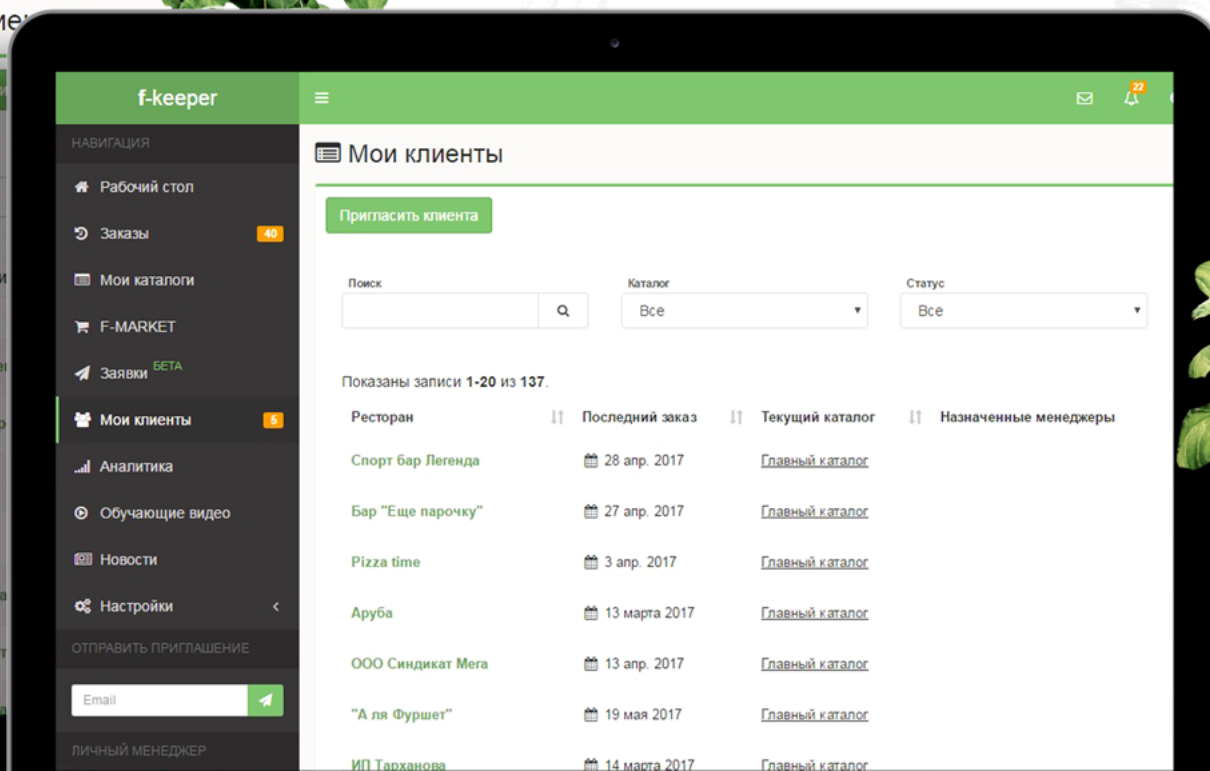 f-keeper
22
НАВИГАЦИЯ
Мои клиенты
Рабочий стол
Пригласить клиента
Заказы 40
Мои каталоги
Поиск Каталог Статус
Все Все
F-MARKET
Заявки БЕТА
Показаны записи 1-20 из 137.
Мои клиенты 5
Ресторан Последний заказ Текущий каталог Назначенные менеджеры
Аналитика
Спорт бар Легенда 28 апр. 2017 Главный каталог
Обучающие видео
Бар "Еще парочку" 27 апр. 2017 Главный каталог
Новости
Pizza time 3 апр. 2017 Главный каталог
Настройки
Аруба 13 марта 2017 Главный каталог
ОТПРАВИТЬ ПРИГЛАШЕНИЕ
ООО Синдикат Мега 13 апр. 2017 Главный каталог
Email
"А ля Фуршет" 19 мая 2017 Главный каталог
ЛИЧНЫЙ МЕНЕДЖЕР
ИП Тарханова 14 марта 2017 Главный каталог